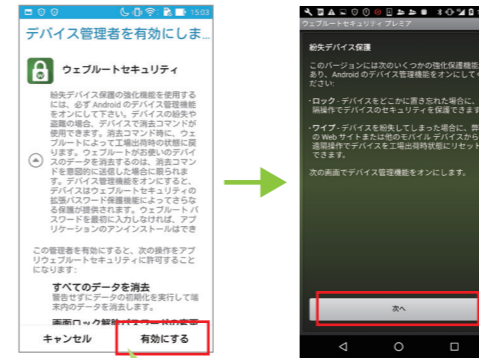 15:03
デバイス管理者を有効にしま...
ウェブルートセキュリティ
紛失デバイス保護の強化機能を使用する
には、必ず Android のデバイス管理機能
をオンにして下さい。デバイスの紛失や
盗難の場合、デバイスで消去コマンドが
使用できます。消去コマンド時に、ウェ
ブルートによって工場出荷時の状態に戻
ります。ウェブルートがお使いのデバイ
スのデータを消去するのは、消去コマン
ドを意図的に送信した場合に限られま
す。デバイス管理機能をオンにすると、
デバイスはウェブルートセキュリティの
拡張パスワード保護機能によってさらな
る保護が提供されます。ウェブルート パ
スワードを最初に入力しなければ、アプ
リケーションのアンインストールはでき
この管理者を有効にすると、次の操作をアプ
リウェブルートセキュリティに許可すること
になります:
すべてのデータを消去
警告せずにデータの初期化を実行して端
末内のデータを消去します。
画面ロック解除パスワードの変更
キャンセル
有効にする
ウェブルートセキュリティ プレミア
紛失デバイス保護
このバージョンには次のいくつかの強化保護機能
あり、Android のデバイス管理機能をオンにして
ださい:
・ロック - デバイスをどこかに置き忘れた場合に、
隔操作でデバイスのセキュリティを保護できます
・ワイプ - デバイスを紛失してしまった場合に、弊
の Web サイトまたは他のモバイル デバイスから
遠隔操作でデバイスを工場出荷時状態にリセット
できます。
次の画面でデバイス管理機能をオンにします。
次へ